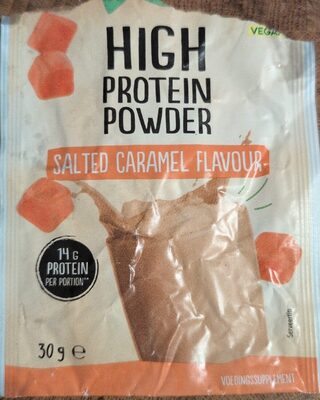 VEGA
HIGH
PROTEIN
POWDER
SALTED CARAMEL FLAVOUR
14 G
PROTEIN
PER PORTION**
30 g e
VOEDINGSSUPPLEMENT